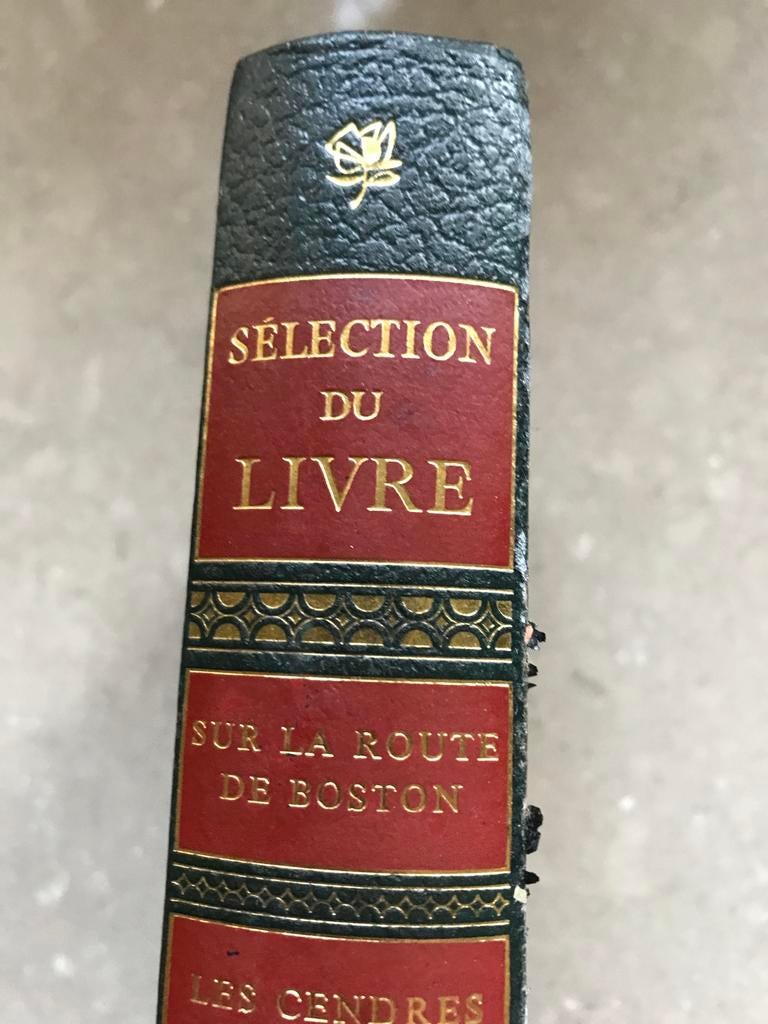 SÉLECTION
DU
LIVRE
SUR LA ROUTE
DE BOSTON
LES CENDRES